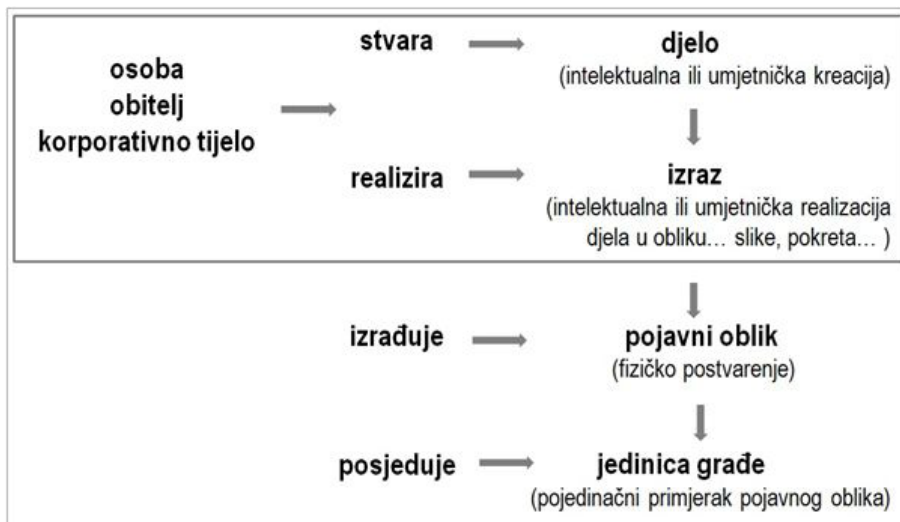 osoba
obitelj
korporativno tijelo
stvara
djelo
(intelektualna ili umjetnička kreacija)
realizira
izraz
(intelektualna ili umjetnička realizacija
djela u obliku… slike, pokreta… )
izrađuje
pojavni oblik
(fizičko postvarenje)
posjeduje
jedinica građe
(pojedinačni primjerak pojavnog oblika)